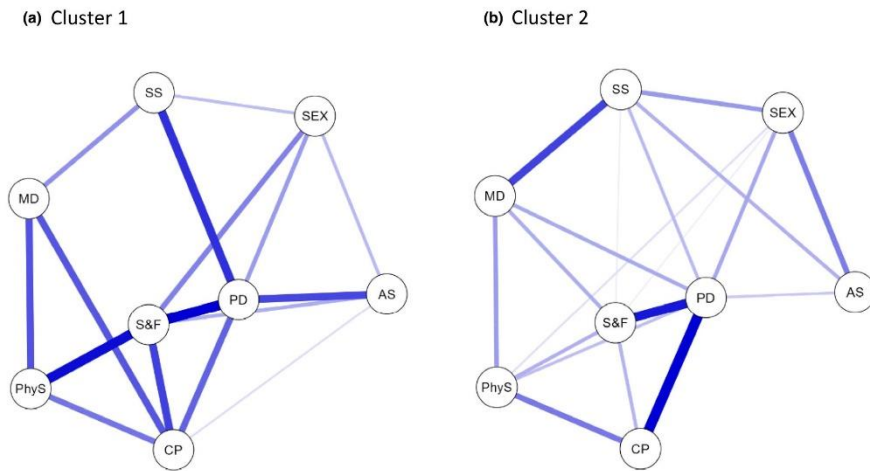 (a) Cluster 1
(b) Cluster 2
SS
SEX
MD
PD
AS
S&F
PhyS
CP
SS
SEX
MD
PD
AS
S&F
PhyS
CP